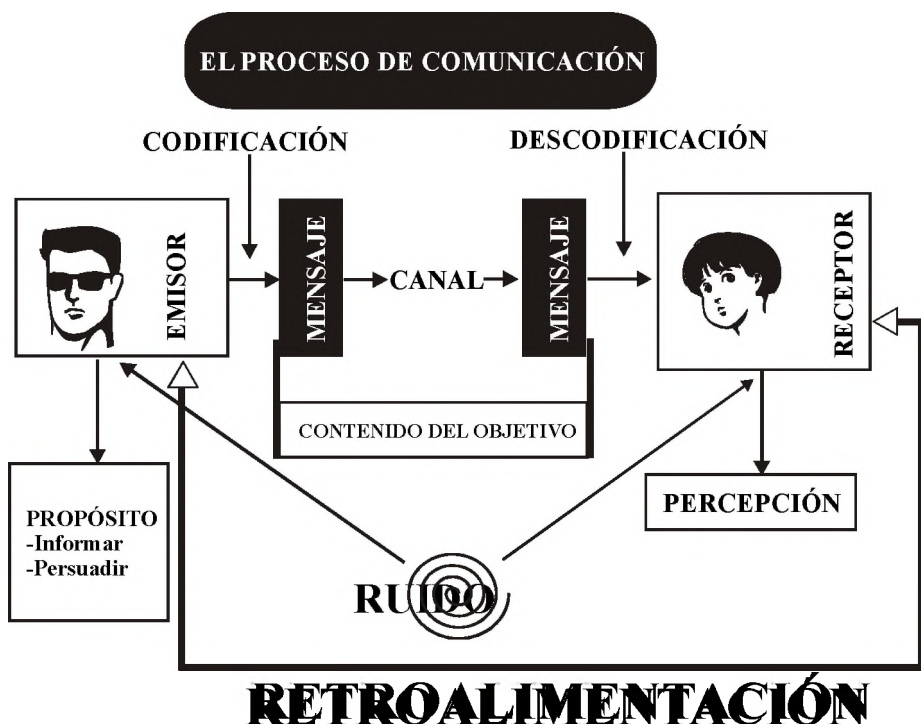 EL PROCESO DE COMUNICACIÓN
CODIFICACIÓN
DESCODIFICACIÓN
EMISOR
MENSAJE
CANAL
MENSAJE
RECEPTOR
CONTENIDO DEL OBJETIVO
PROPÓSITO
-Informar
-Persuadir
PERCEPCIÓN
RUIDO
RETROALIMENTACIÓN